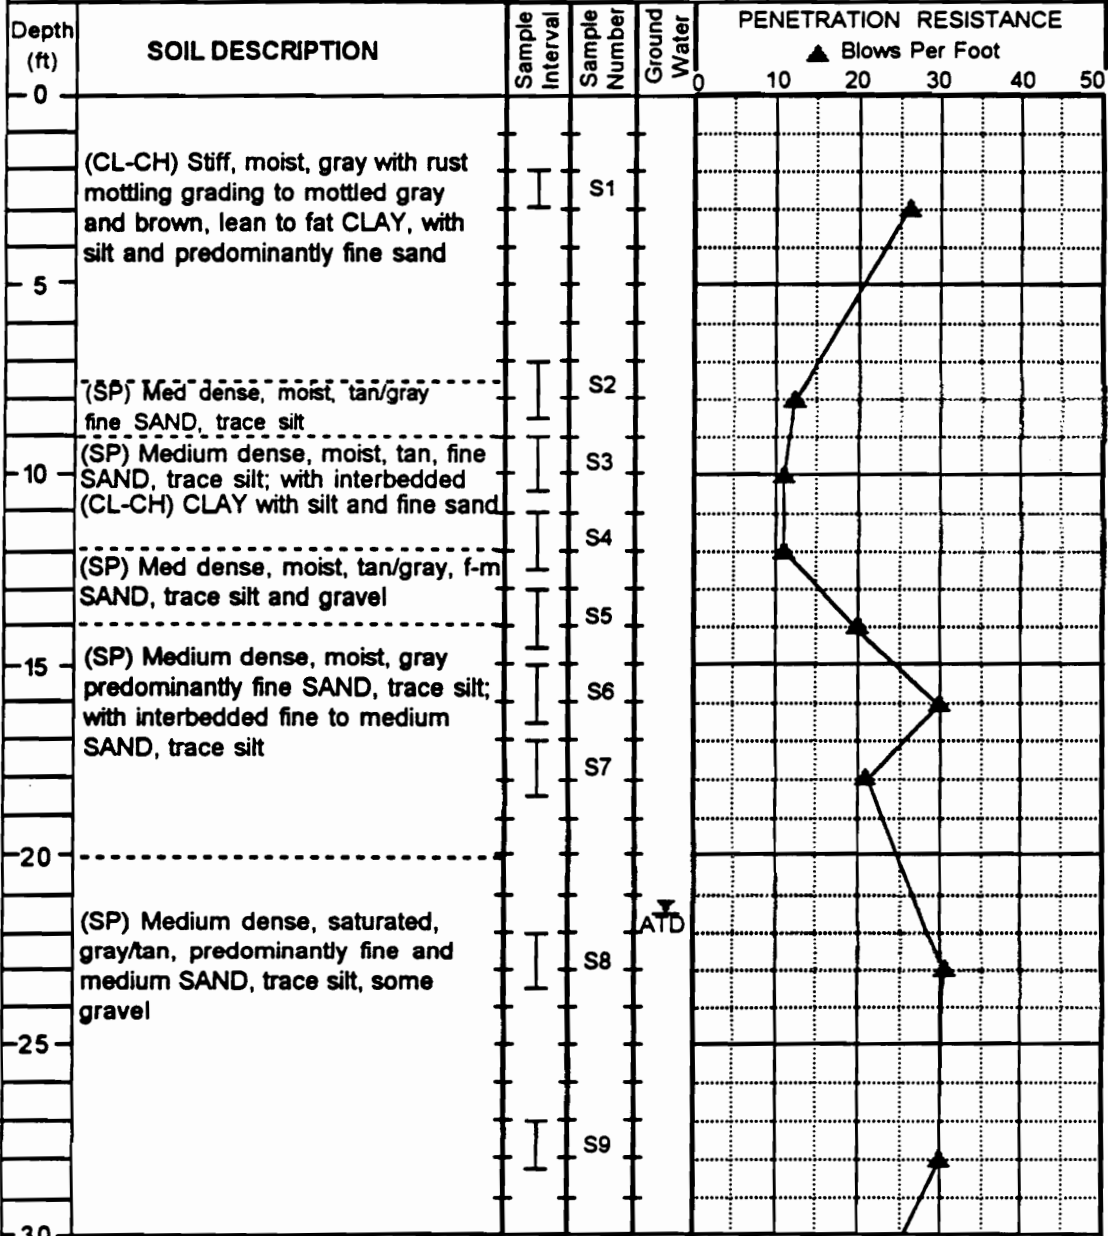 Depth
(ft)
SOIL DESCRIPTION
Sample
Interval
Sample
Number
Ground
Water
PENETRATION RESISTANCE
▲ Blows Per Foot
0 10 20 30 40 50
0
(CL-CH) Stiff, moist, gray with rust
mottling grading to mottled gray
and brown, lean to fat CLAY, with
silt and predominantly fine sand
S1
5
(SP) Med dense, moist, tan/gray
fine SAND, trace silt
S2
(SP) Medium dense, moist, tan, fine
SAND, trace silt; with interbedded
(CL-CH) CLAY with silt and fine sand
S3
10
S4
(SP) Med dense, moist, tan/gray, f-m
SAND, trace silt and gravel
S5
15
(SP) Medium dense, moist, gray
predominantly fine SAND, trace silt;
with interbedded fine to medium
SAND, trace silt
S6
S7
20
ATD
(SP) Medium dense, saturated,
gray/tan, predominantly fine and
medium SAND, trace silt, some
gravel
S8
25
S9
30